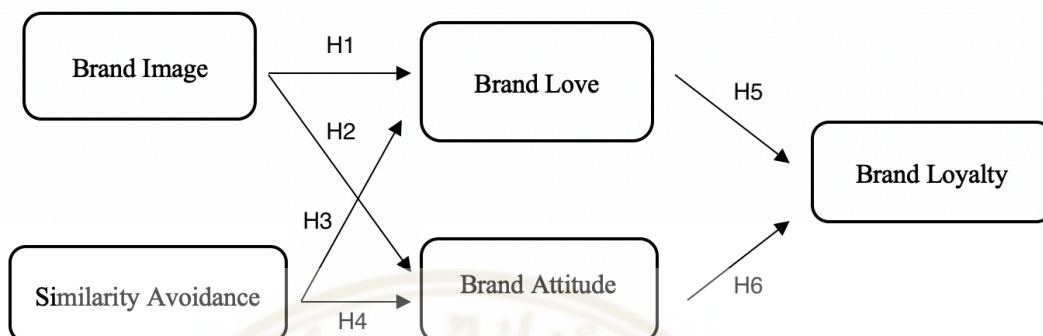 Brand Image
H1
Brand Love
H5
H2
Brand Loyalty
H3
Similarity Avoidance
Brand Attitude
H6
H4